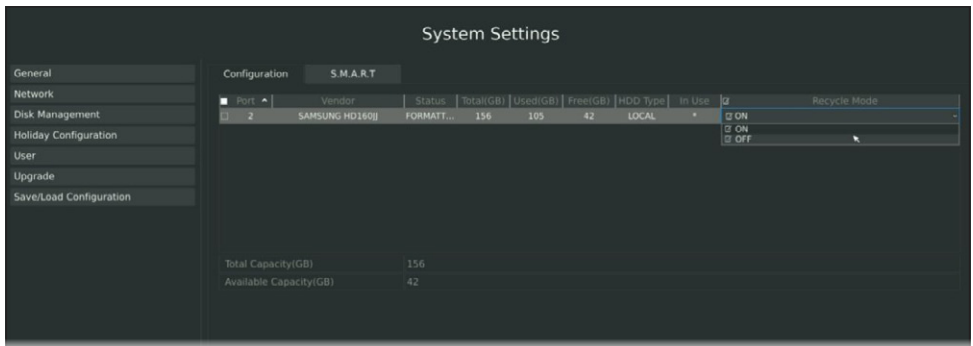 System Settings
General
Network
Disk Management
Holiday Configuration
User
Upgrade
Save/Load Configuration
Configuration S.M.A.R.T
Port Vendor Status Total(GB) Used(GB) Free(GB) HDD Type In Use Recycle Mode
2 SAMSUNG HD160JJ FORMATT... 156 105 42 LOCAL * ON
ON
OFF
Total Capacity(GB) 156
Available Capacity(GB) 42